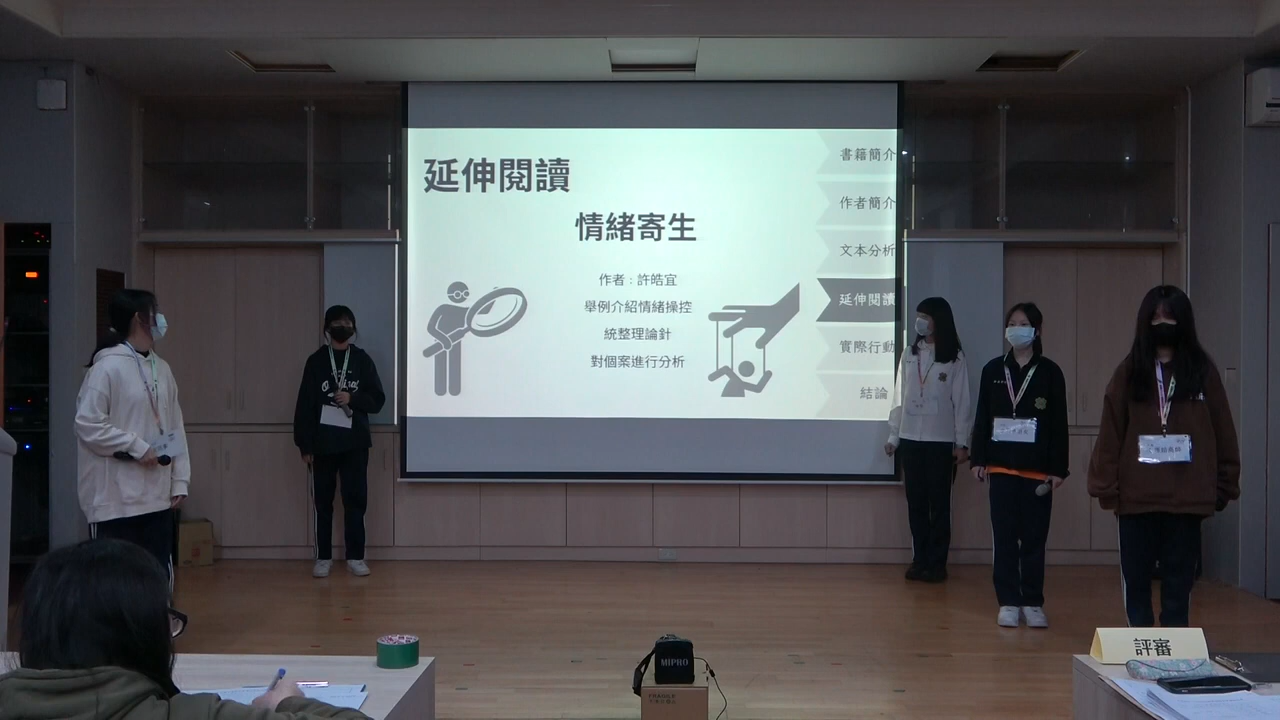 延伸閱讀
情緒寄生
作者：許皓宜
舉例介紹情緒操控
統整理論針
對個案進行分析
書籍簡介
作者簡介
文本分析
延伸閱讀
實際行動
結論
評審
MIPRO
FRAGILE